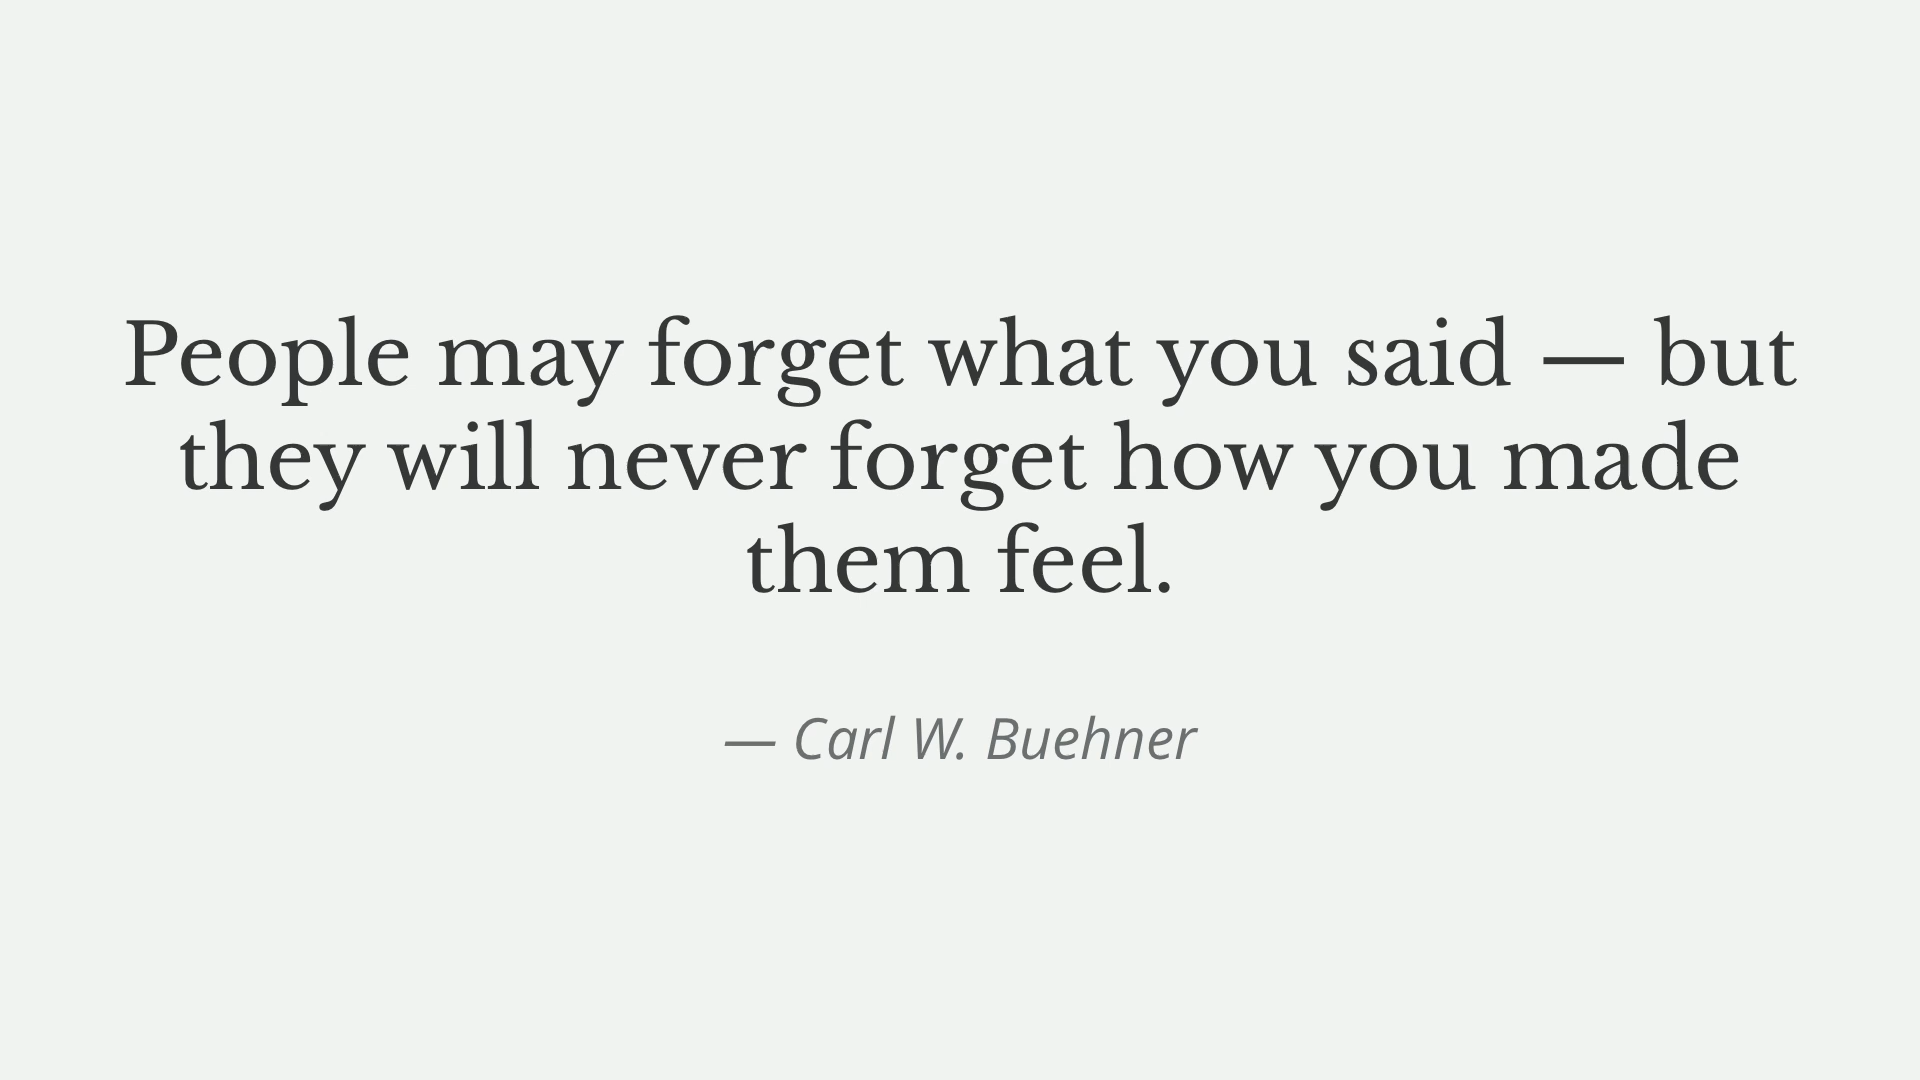 People may forget what you said — but
they will never forget how you made
them feel.
— Carl W. Buehner